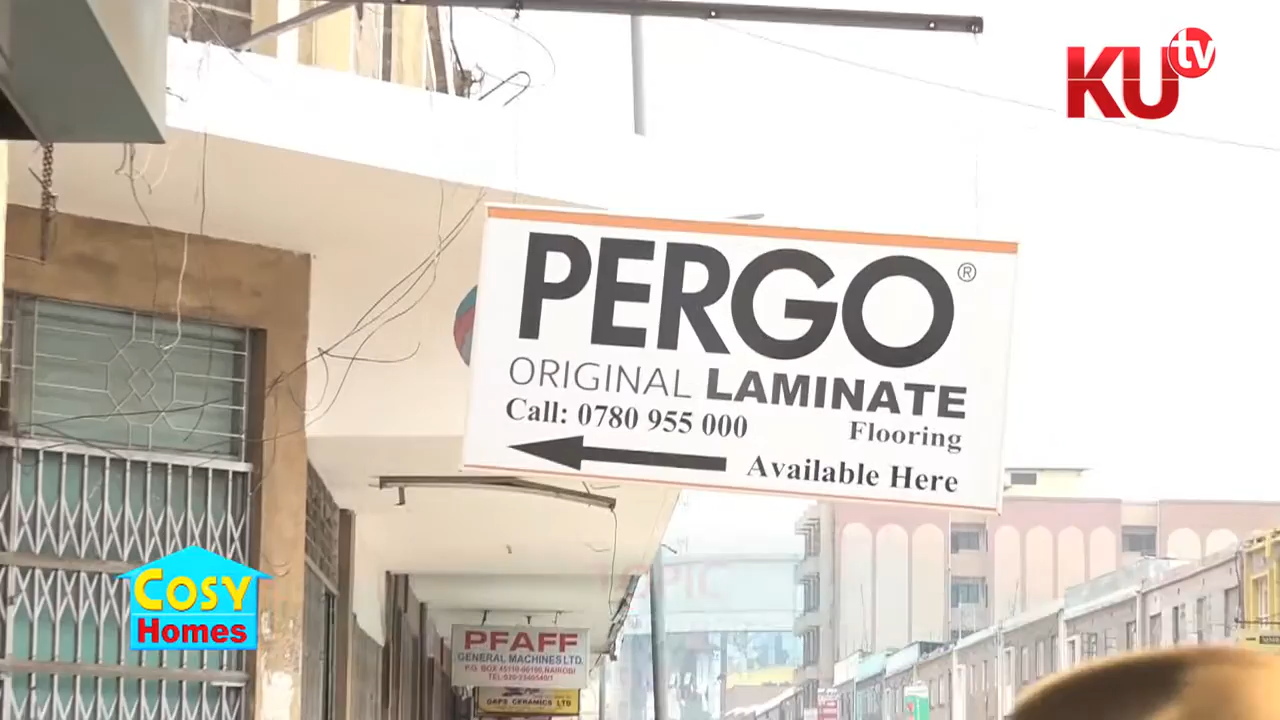 KU tv
PERGO®
ORIGINAL LAMINATE
Call: 0780 955 000
Flooring
Available Here
Cosy
Homes
PFAFF
GENERAL MACHINES LTD.
GAPS CERAMICS LTD